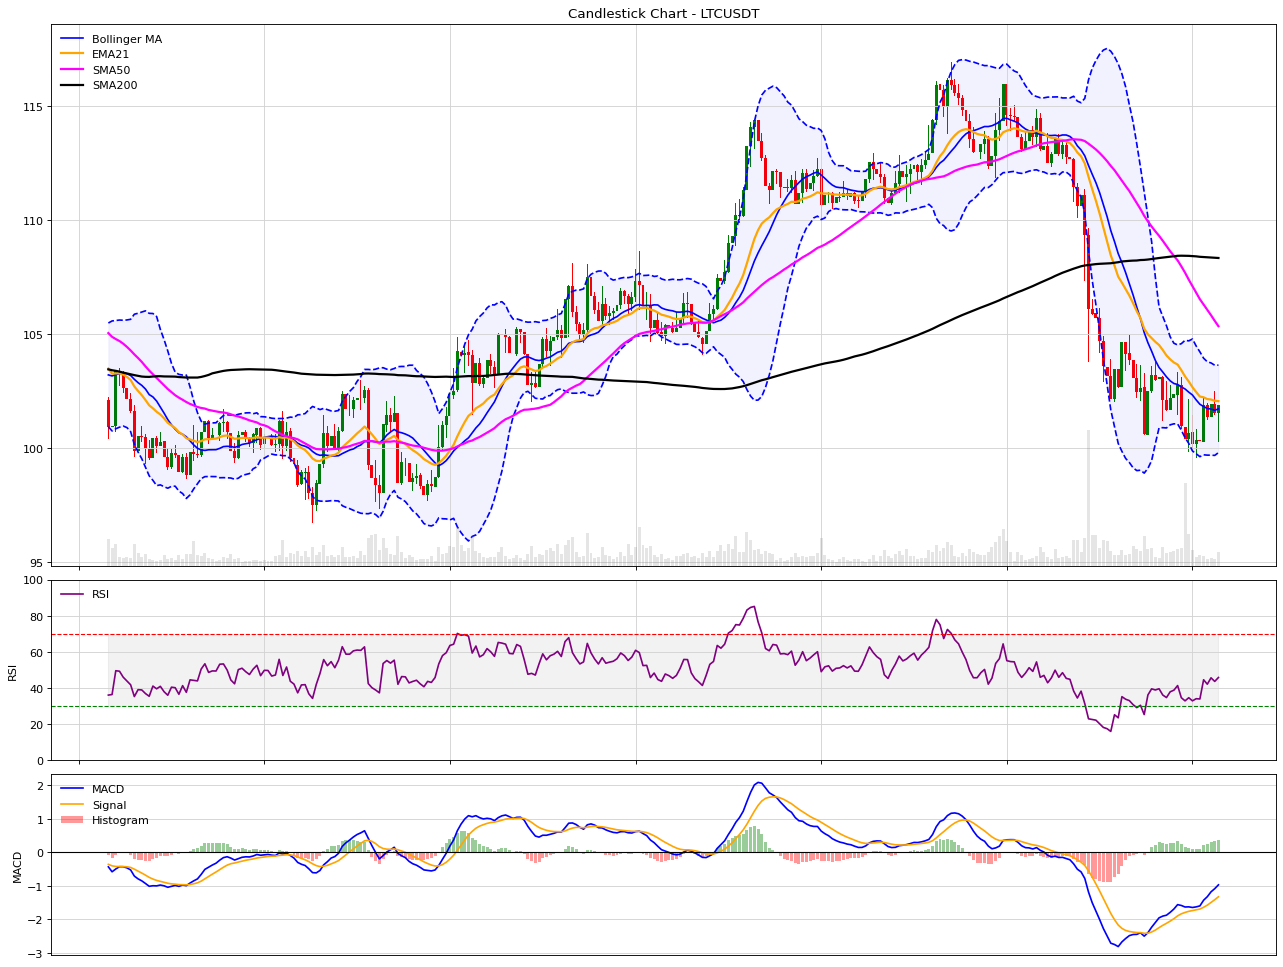 Candlestick Chart - LTCUSDT
Bollinger MA
EMA21
SMA50
SMA200
115
110
105
100
95
100
80
60
40
20
0
RSI
RSI
2
1
0
−1
−2
−3
MACD
MACD
Signal
Histogram